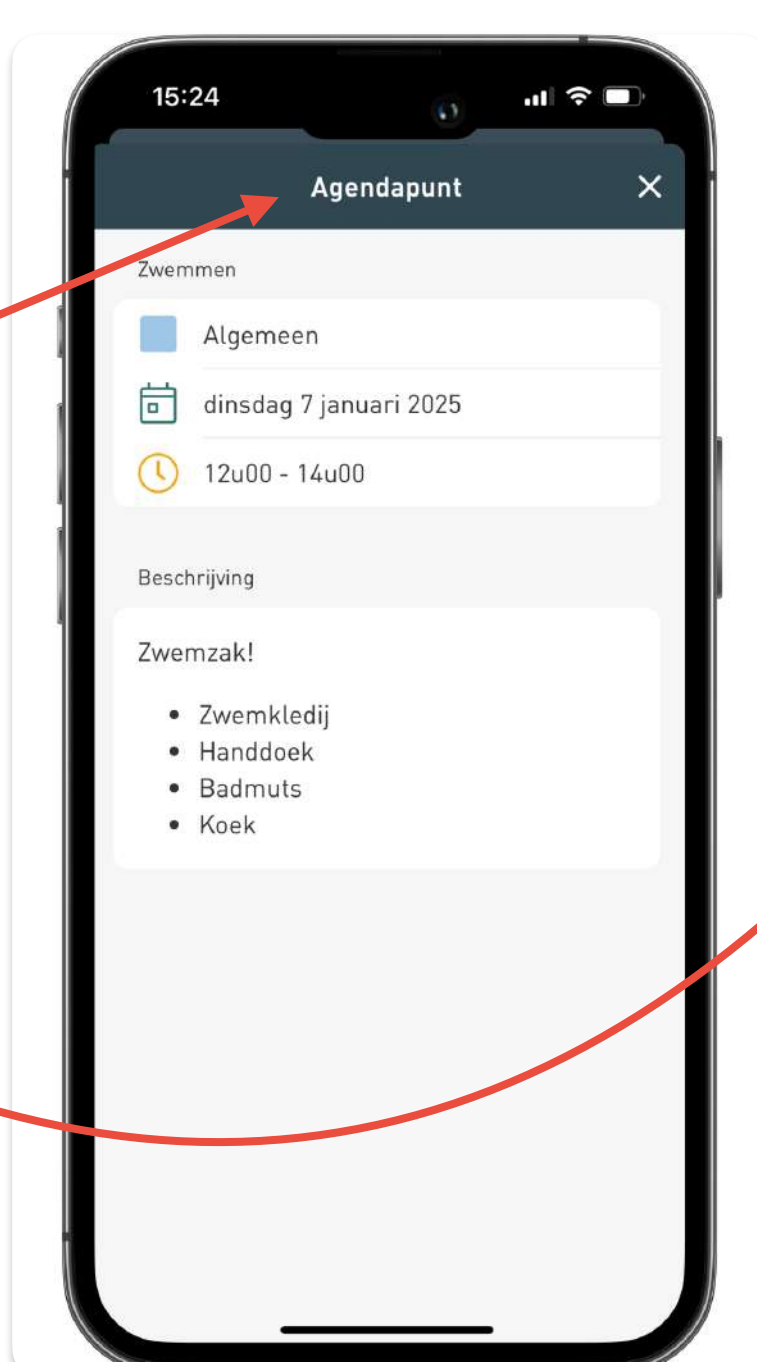 15:24
Agendapunt
Zwemmen
Algemeen
dinsdag 7 januari 2025
12u00 - 14u00
Beschrijving
Zwemzak!
• Zwemkledij
• Handdoek
• Badmuts
• Koek